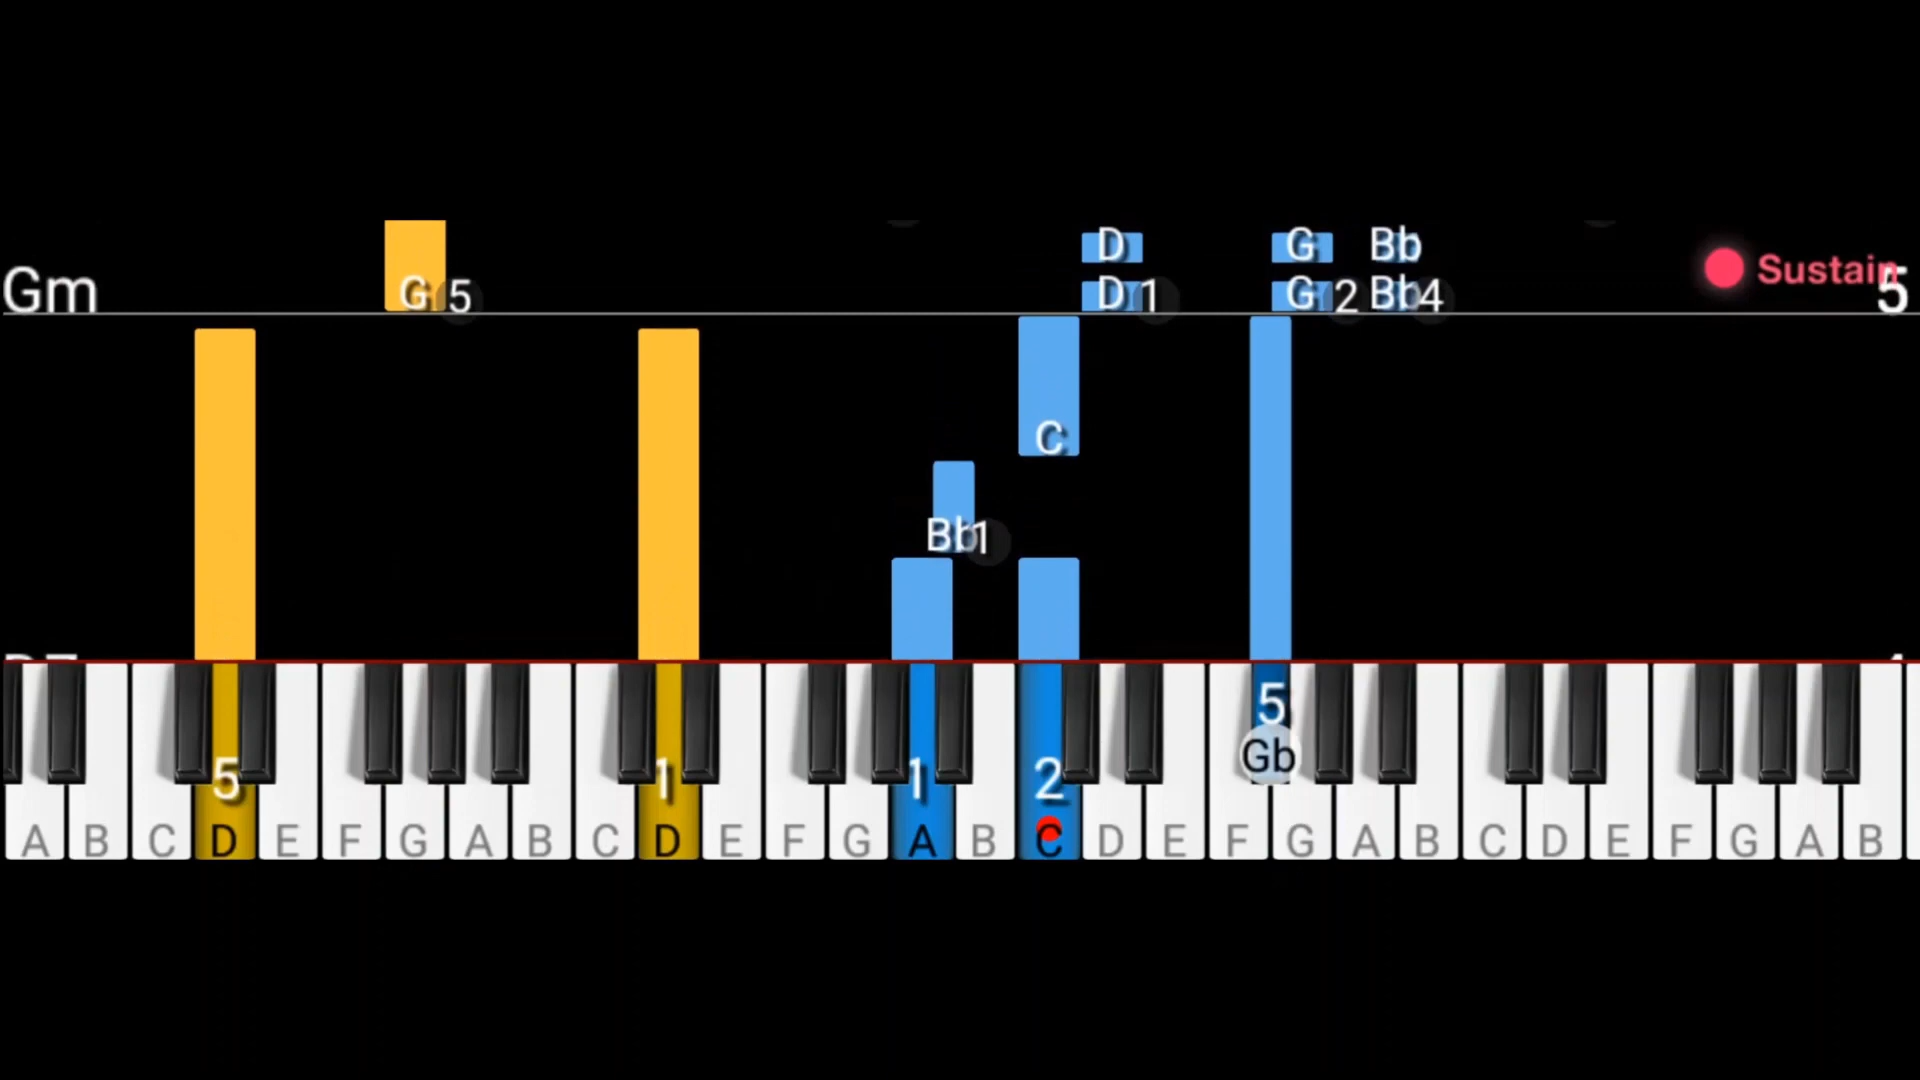 D G Bb
Sustain
Gm G 5 D 1 G 2 Bb 4 5
C
Bb 1
5
Gb
5 1 1 2
A B C D E F G A B C D E F G A B C D E F G A B C D E F G A B